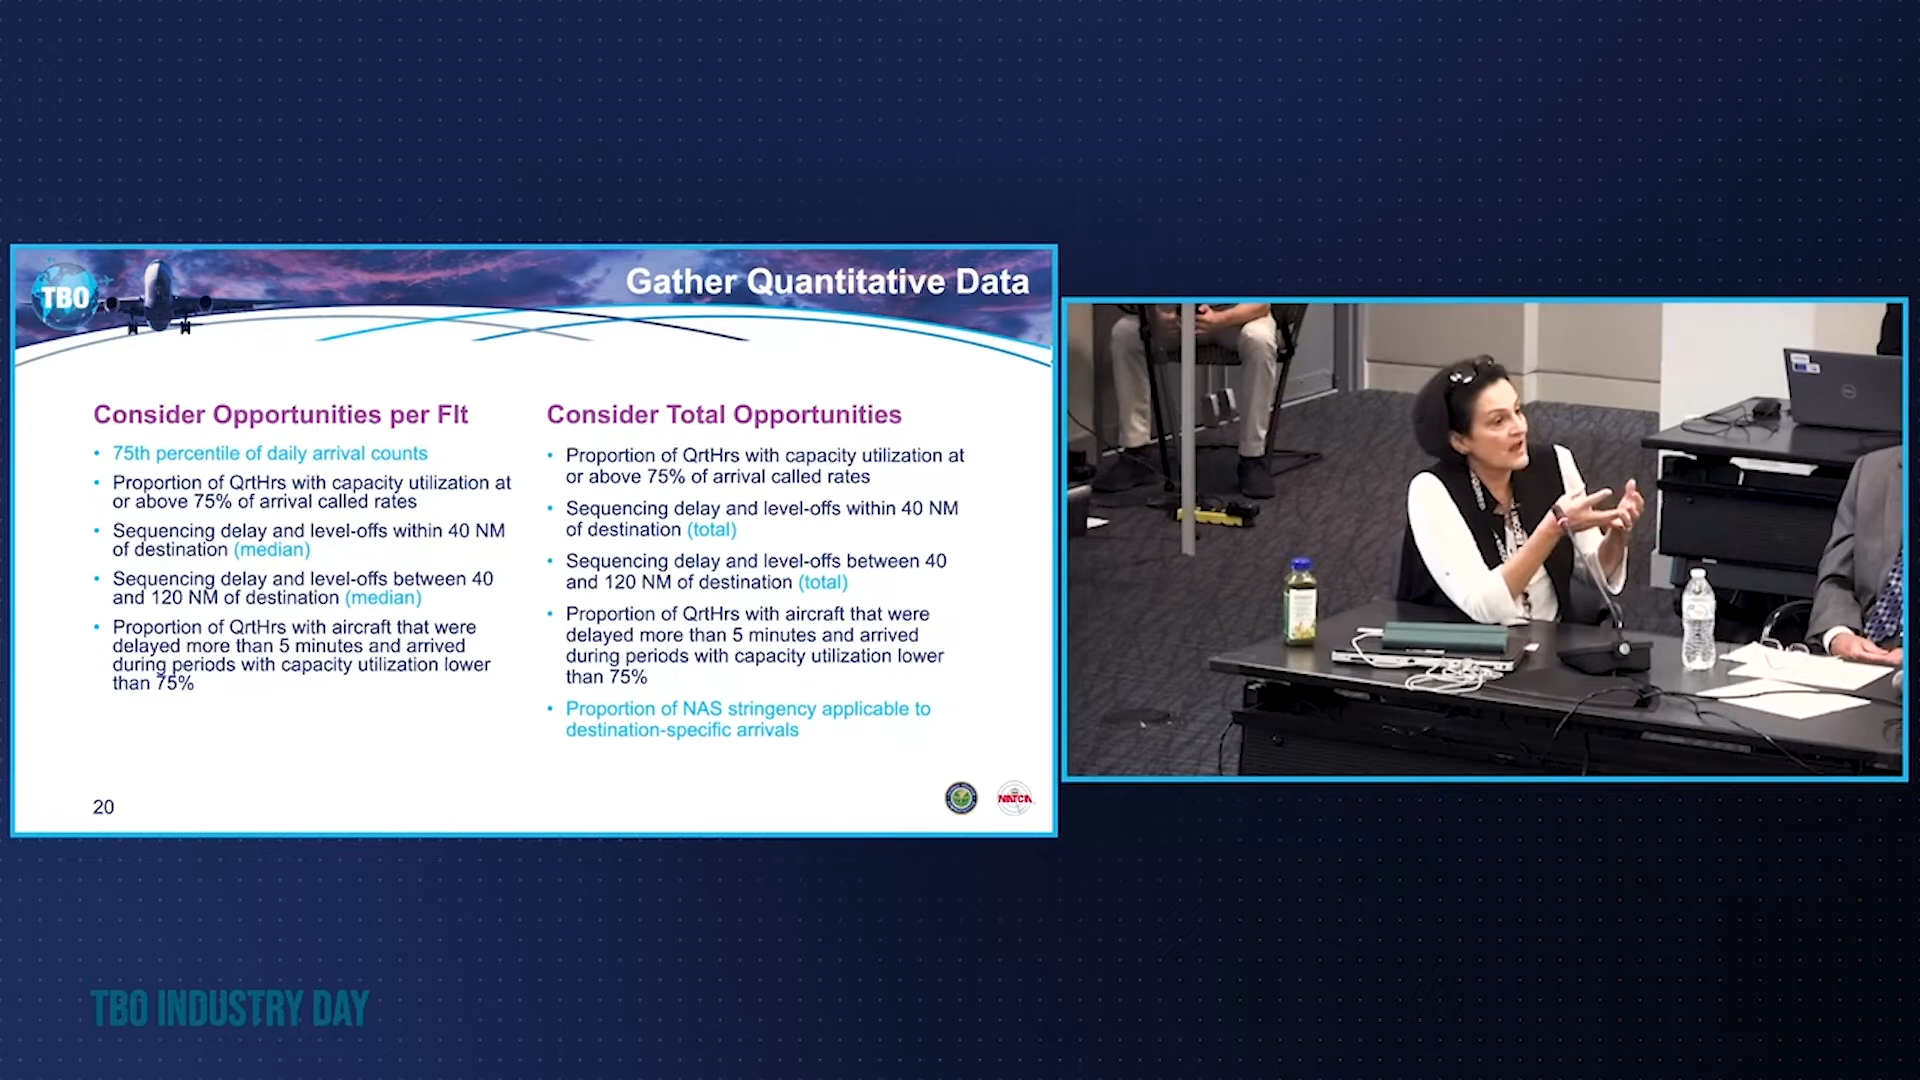 TBO
Gather Quantitative Data
Consider Opportunities per Flt
• 75th percentile of daily arrival counts
• Proportion of QrtHrs with capacity utilization at
or above 75% of arrival called rates
• Sequencing delay and level-offs within 40 NM
of destination (median)
• Sequencing delay and level-offs between 40
and 120 NM of destination (median)
• Proportion of QrtHrs with aircraft that were
delayed more than 5 minutes and arrived
during periods with capacity utilization lower
than 75%
Consider Total Opportunities
• Proportion of QrtHrs with capacity utilization at
or above 75% of arrival called rates
• Sequencing delay and level-offs within 40 NM
of destination (total)
• Sequencing delay and level-offs between 40
and 120 NM of destination (total)
• Proportion of QrtHrs with aircraft that were
delayed more than 5 minutes and arrived
during periods with capacity utilization lower
than 75%
• Proportion of NAS stringency applicable to
destination-specific arrivals
20
NATCA
DELL
TBO INDUSTRY DAY